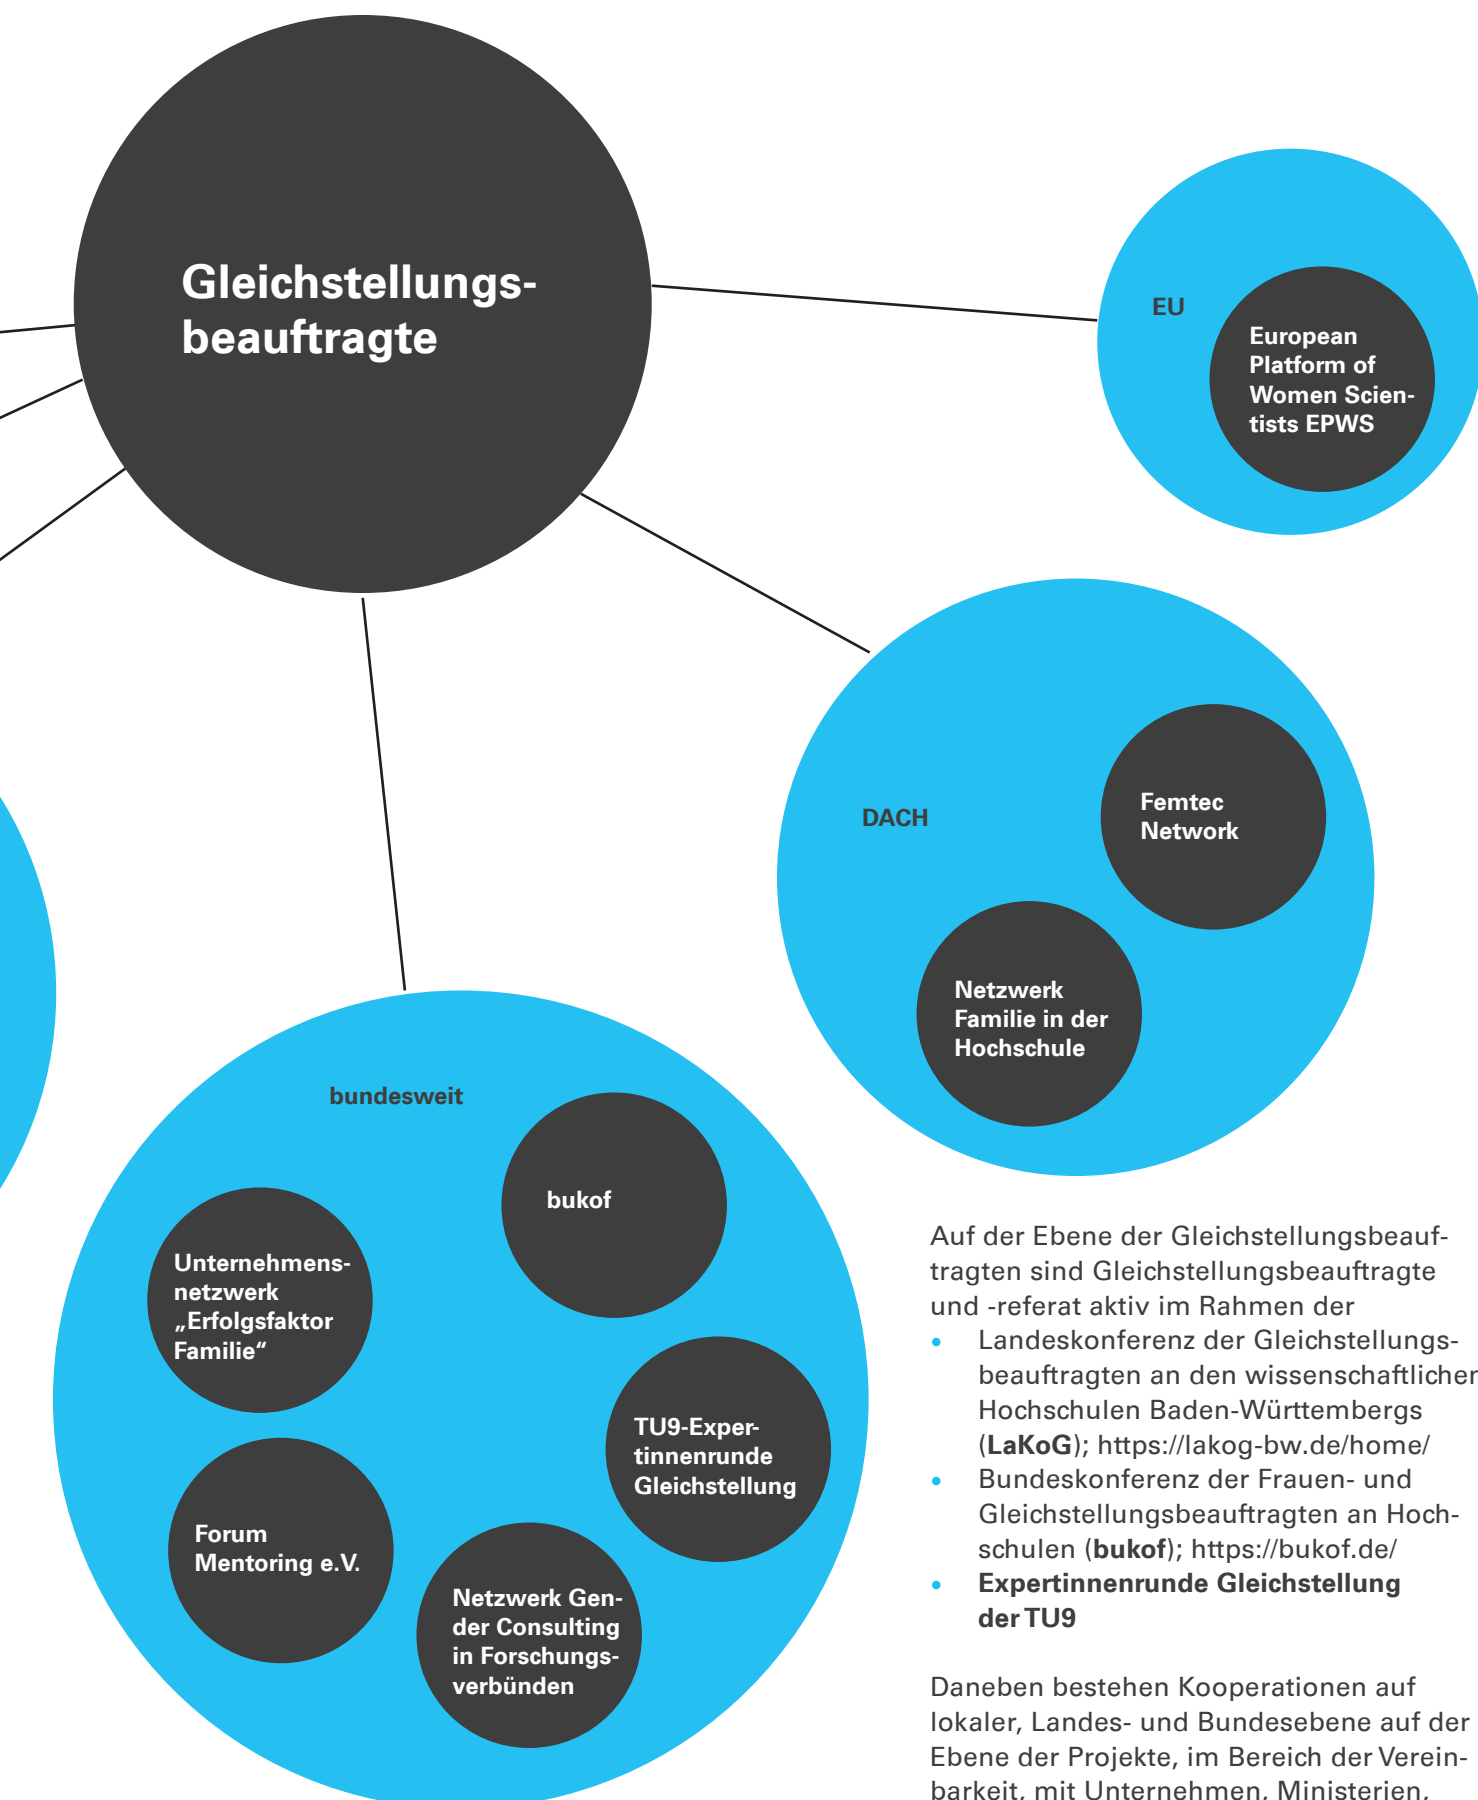 Gleichstellungs-
beauftragte
EU
European
Platform of
Women Scien-
tists EPWS
DACH
Femtec
Network
Netzwerk
Familie in der
Hochschule
bundesweit
bukof
Unternehmens-
netzwerk
„Erfolgsfaktor
Familie“
TU9-Exper-
tinnenrunde
Gleichstellung
Forum
Mentoring e.V.
Netzwerk Gen-
der Consulting
in Forschungs-
verbünden
Auf der Ebene der Gleichstellungsbeauf-
tragten sind Gleichstellungsbeauftragte
und -referat aktiv im Rahmen der
• Landeskonferenz der Gleichstellungs-
beauftragten an den wissenschaftlichen
Hochschulen Baden-Württembergs
(LaKoG); https://lakog-bw.de/home/
• Bundeskonferenz der Frauen- und
Gleichstellungsbeauftragten an Hoch-
schulen (bukof); https://bukof.de/
• Expertinnenrunde Gleichstellung
der TU9
Daneben bestehen Kooperationen auf
lokaler, Landes- und Bundesebene auf der
Ebene der Projekte, im Bereich der Verein-
barkeit, mit Unternehmen, Ministerien,